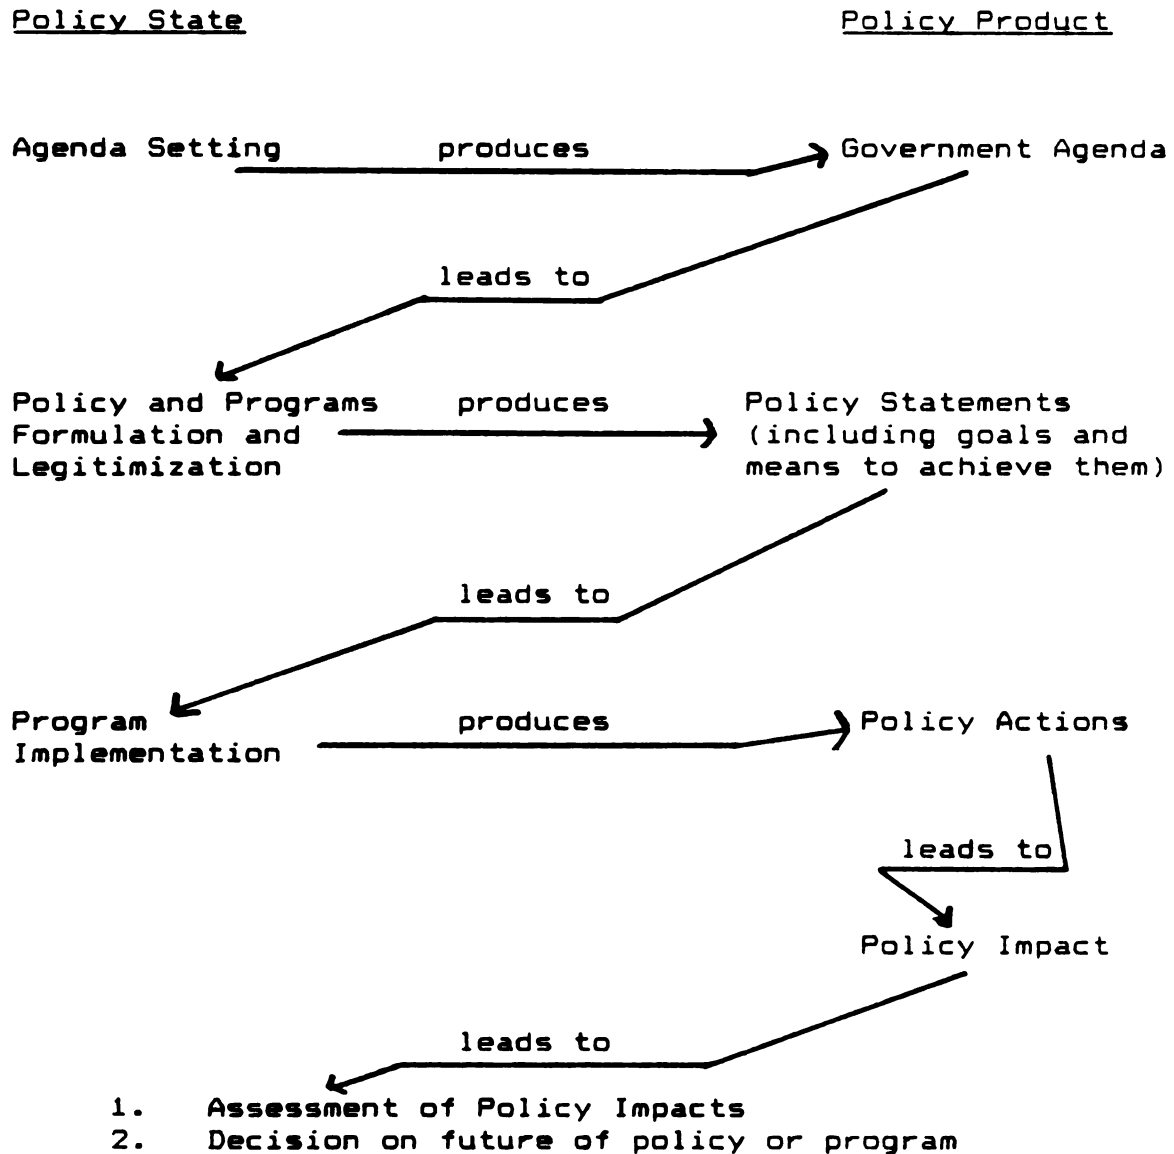 Policy State Policy Product
Agenda Setting produces Government Agenda
leads to
Policy and Programs produces Policy Statements
Formulation and (including goals and
Legitimization means to achieve them)
leads to
Program produces Policy Actions
Implementation
leads to
Policy Impact
leads to
1. Assessment of Policy Impacts
2. Decision on future of policy or program